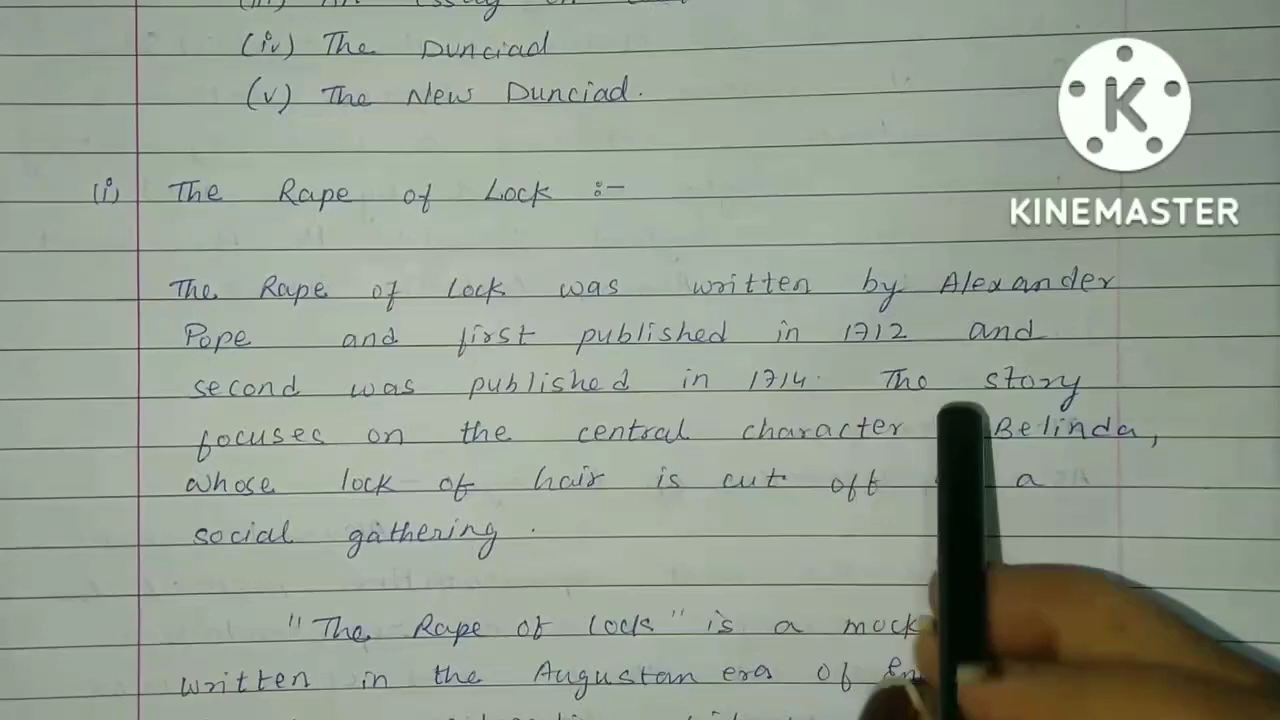 (iv) The Dunciad
(v) The New Dunciad.
K
KINEMASTER
(i) The Rape of Lock :-
The Rape of Lock was written by Alexander
Pope and first published in 1712 and
second was published in 1714. The story
focuses on the central character Belinda,
whose lock of hair is cut off a
social gathering.
"The Rape of Lock" is a mock
written in the Augustan era of